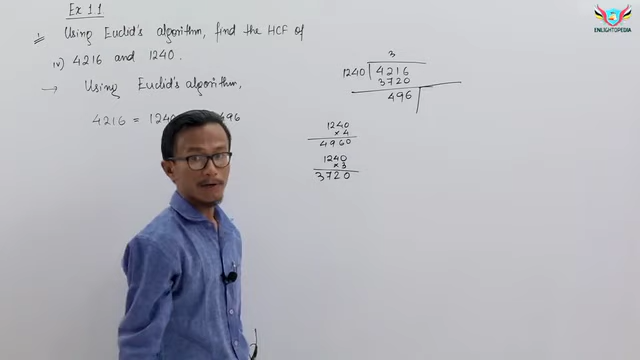 Ex 1.1
1. Using Euclid's algorithm, find the HCF of
iv) 4216 and 1240.
→ Using Euclid's algorithm,
4216 = 1240 496
3
1240 4216
3720
496
1240
×4
4960
1240
×3
3720
ENLIGHTOPEDIA